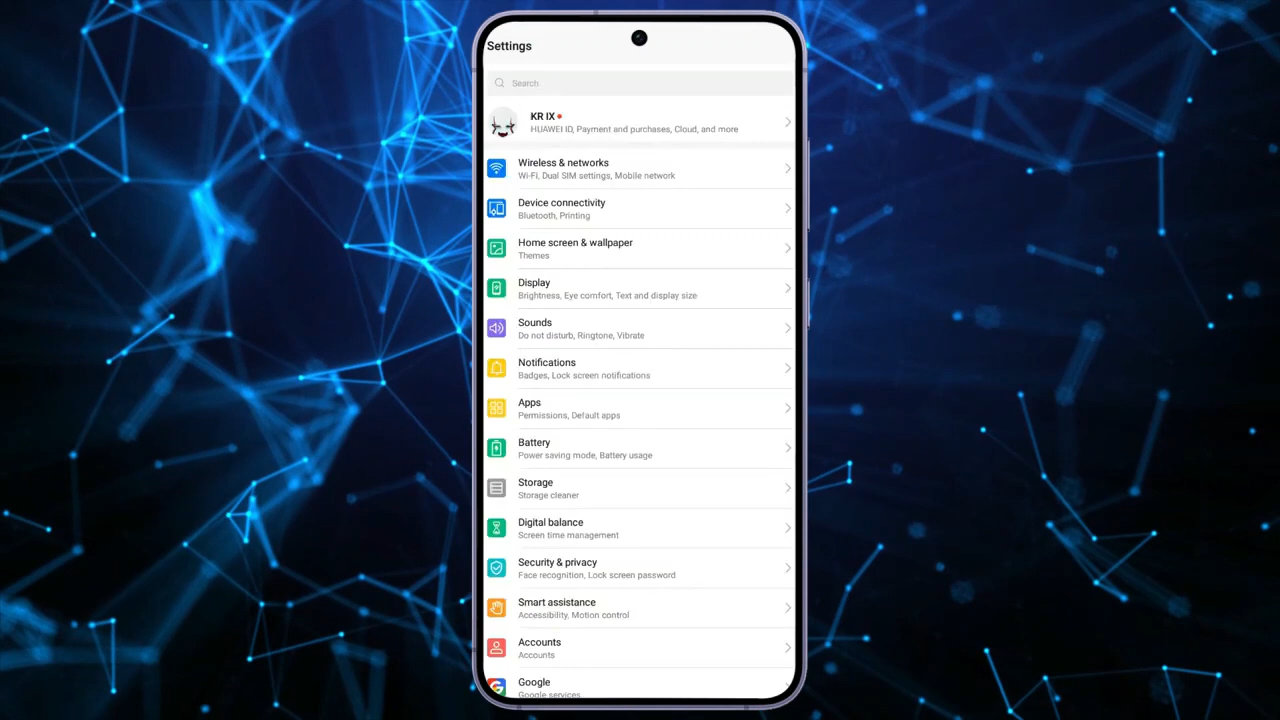 Settings
Search
KR IX
HUAWEI ID, Payment and purchases, Cloud, and more
Wireless & networks
Wi-Fi, Dual SIM settings, Mobile network
Device connectivity
Bluetooth, Printing
Home screen & wallpaper
Themes
Display
Brightness, Eye comfort, Text and display size
Sounds
Do not disturb, Ringtone, Vibrate
Notifications
Badges, Lock screen notifications
Apps
Permissions, Default apps
Battery
Power saving mode, Battery usage
Storage
Storage cleaner
Digital balance
Screen time management
Security & privacy
Face recognition, Lock screen password
Smart assistance
Accessibility, Motion control
Accounts
Accounts
Google
Google services